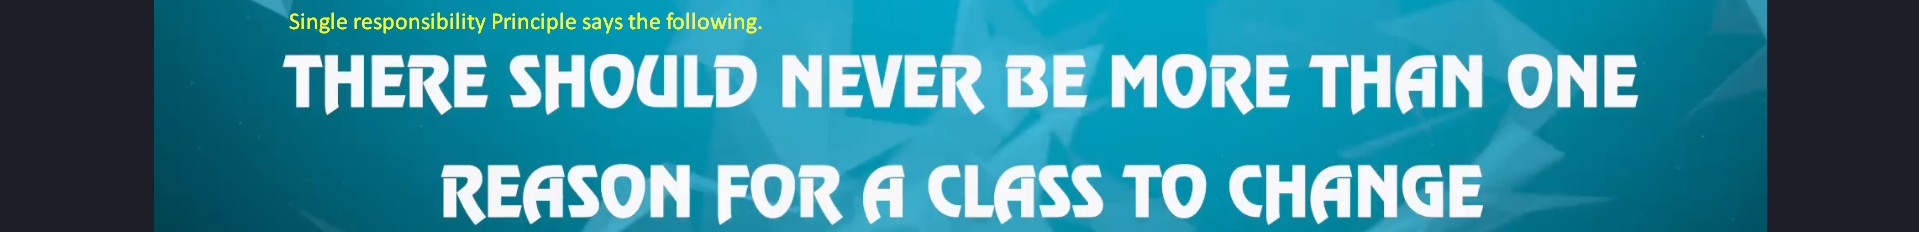 Single responsibility Principle says the following.
THERE SHOULD NEVER BE MORE THAN ONE
REASON FOR A CLASS TO CHANGE